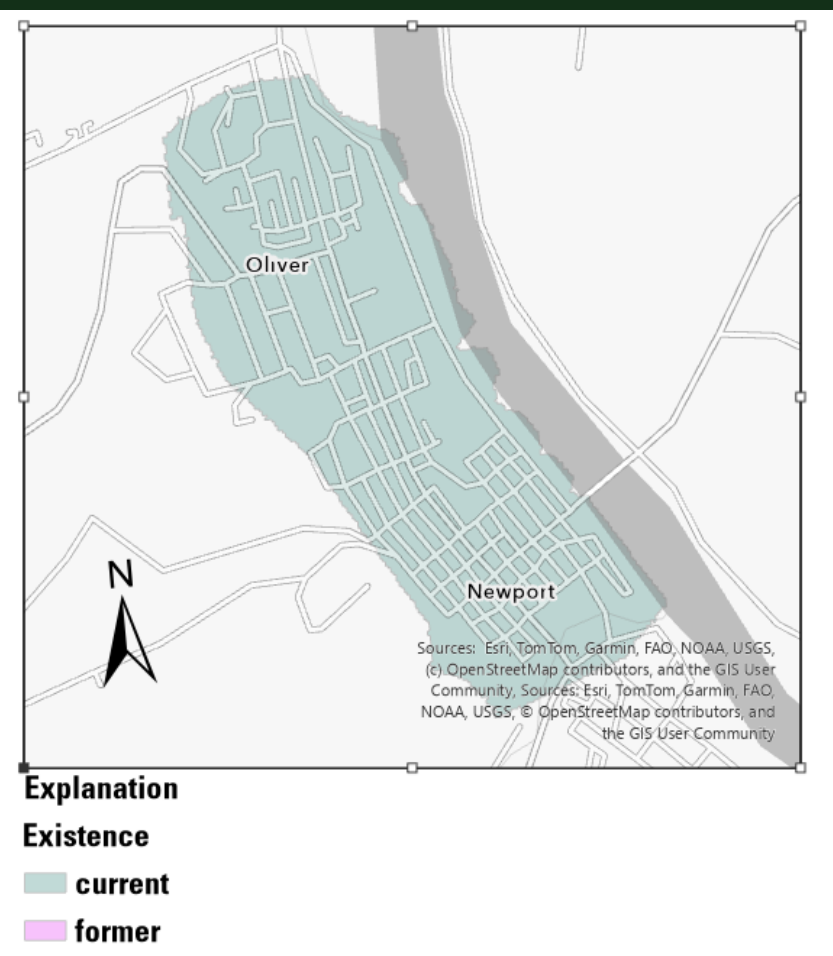 Oliver
N
Newport
Sources: Esri, TomTom, Garmin, FAO, NOAA, USGS,
(c) OpenStreetMap contributors, and the GIS User
Community, Sources: Esri, TomTom, Garmin, FAO,
NOAA, USGS, © OpenStreetMap contributors, and
the GIS User Community
Explanation
Existence
current
former